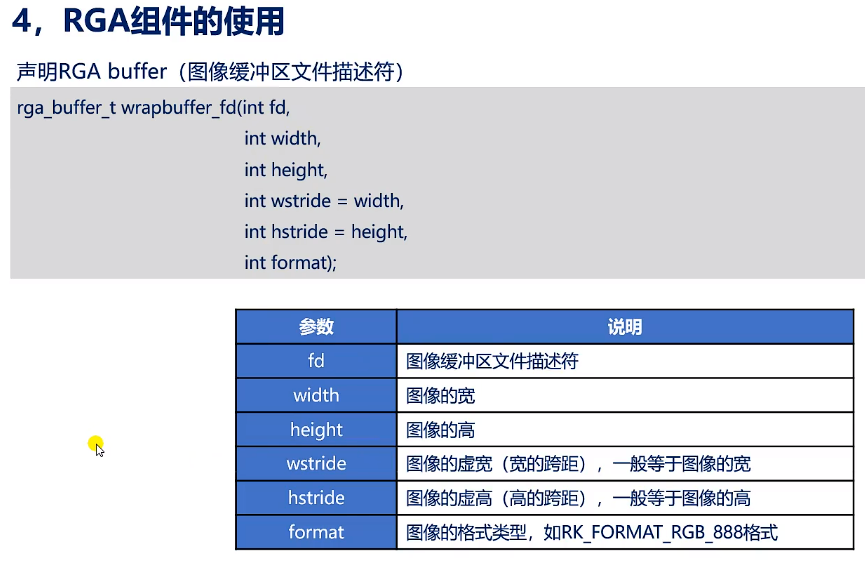 4，RGA组件的使用
声明RGA buffer（图像缓冲区文件描述符）
rga_buffer_t wrapbuffer_fd(int fd,
int width,
int height,
int wstride = width,
int hstride = height,
int format);
参数 说明
fd 图像缓冲区文件描述符
width 图像的宽
height 图像的高
wstride 图像的虚宽（宽的跨距），一般等于图像的宽
hstride 图像的虚高（高的跨距），一般等于图像的高
format 图像的格式类型，如RK_FORMAT_RGB_888格式